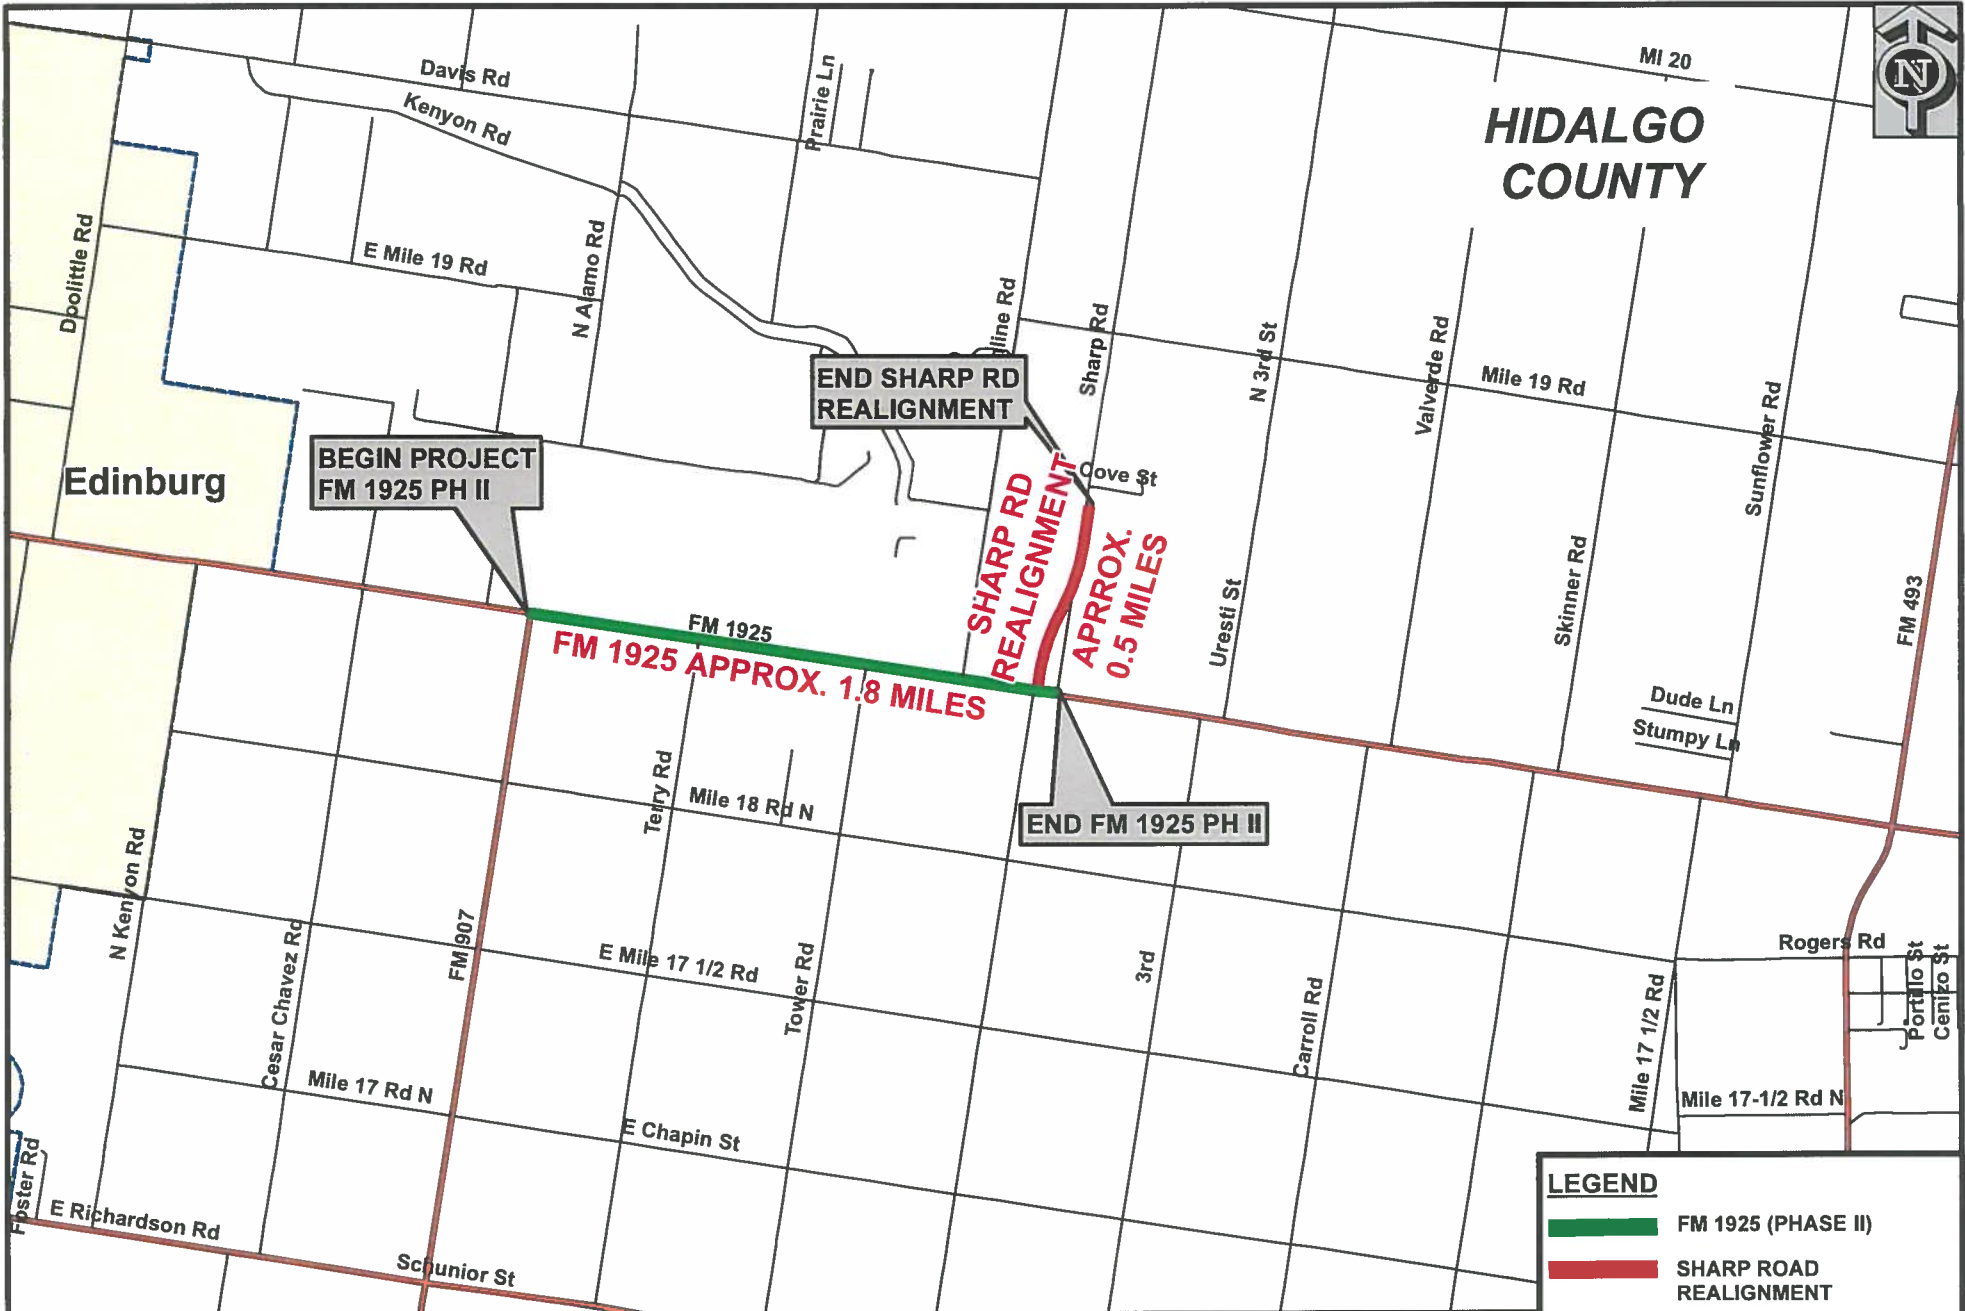 MI 20
N
HIDALGO
COUNTY
Davis Rd
Kenyon Rd
Prairie Ln
Doolittle Rd
E Mile 19 Rd
N Alamo Rd
Sharp Rd
N 3rd St
Valverde Rd
Mile 19 Rd
Sunflower Rd
END SHARP RD
REALIGNMENT
BEGIN PROJECT
FM 1925 PH II
Edinburg
Cove St
SHARP RD
REALIGNMENT
APRROX.
0.5 MILES
Uresti St
Skinner Rd
FM 493
FM 1925
FM 1925 APPROX. 1.8 MILES
Dude Ln
Stumpy Ln
Terry Rd
Mile 18 Rd N
END FM 1925 PH II
N Kenyon Rd
Cesar Chavez Rd
FM 907
E Mile 17 1/2 Rd
Tower Rd
3rd
Carroll Rd
Mile 17 1/2 Rd
Rogers Rd
Portillo St
Cenizo St
Mile 17 Rd N
E Chapin St
Mile 17-1/2 Rd N
Foster Rd
E Richardson Rd
Schunior St
LEGEND
FM 1925 (PHASE II)
SHARP ROAD
REALIGNMENT